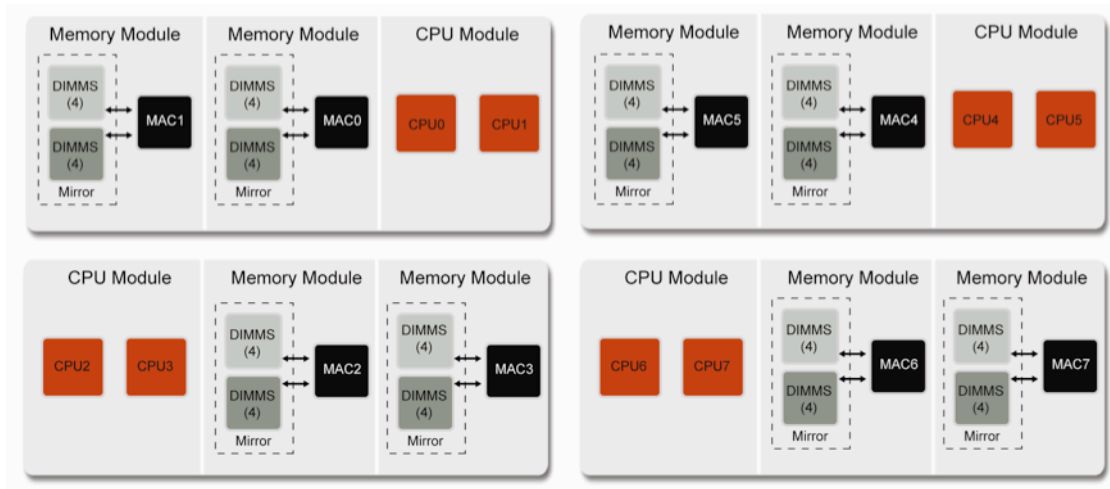 Memory Module
Memory Module
CPU Module
DIMMS
(4)
DIMMS
(4)
Mirror
MAC1
DIMMS
(4)
DIMMS
(4)
Mirror
MAC0
CPU0
CPU1
Memory Module
Memory Module
CPU Module
DIMMS
(4)
DIMMS
(4)
Mirror
MAC5
DIMMS
(4)
DIMMS
(4)
Mirror
MAC4
CPU4
CPU5
CPU Module
Memory Module
Memory Module
CPU2
CPU3
DIMMS
(4)
DIMMS
(4)
Mirror
MAC2
DIMMS
(4)
DIMMS
(4)
Mirror
MAC3
CPU Module
Memory Module
Memory Module
CPU6
CPU7
DIMMS
(4)
DIMMS
(4)
Mirror
MAC6
DIMMS
(4)
DIMMS
(4)
Mirror
MAC7